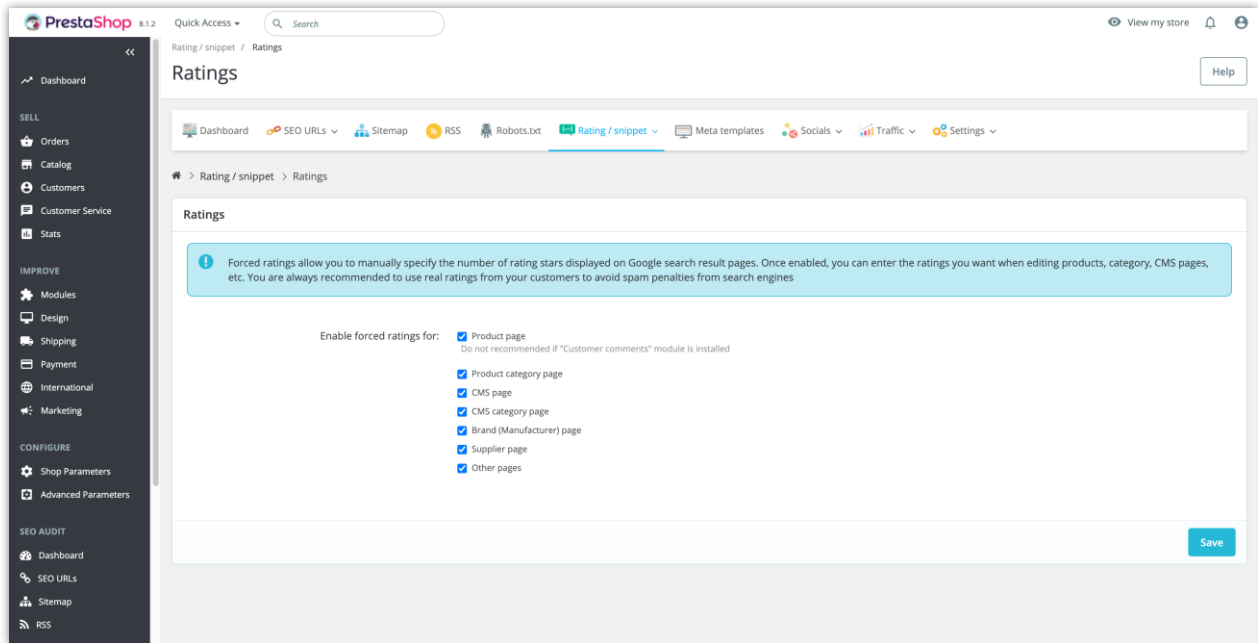 PrestaShop 8.1.2
Quick Access
Search
View my store
Rating / snippet / Ratings
Ratings
Help
Dashboard
SELL
Orders
Catalog
Customers
Customer Service
Stats
IMPROVE
Modules
Design
Shipping
Payment
International
Marketing
CONFIGURE
Shop Parameters
Advanced Parameters
SEO AUDIT
Dashboard
SEO URLs
Sitemap
RSS
Dashboard SEO URLs Sitemap RSS Robots.txt Rating / snippet Meta templates Socials Traffic Settings
> Rating / snippet > Ratings
Ratings
Forced ratings allow you to manually specify the number of rating stars displayed on Google search result pages. Once enabled, you can enter the ratings you want when editing products, category, CMS pages,
etc. You are always recommended to use real ratings from your customers to avoid spam penalties from search engines
Enable forced ratings for:
Product page
Do not recommended if "Customer comments" module is installed
Product category page
CMS page
CMS category page
Brand (Manufacturer) page
Supplier page
Other pages
Save